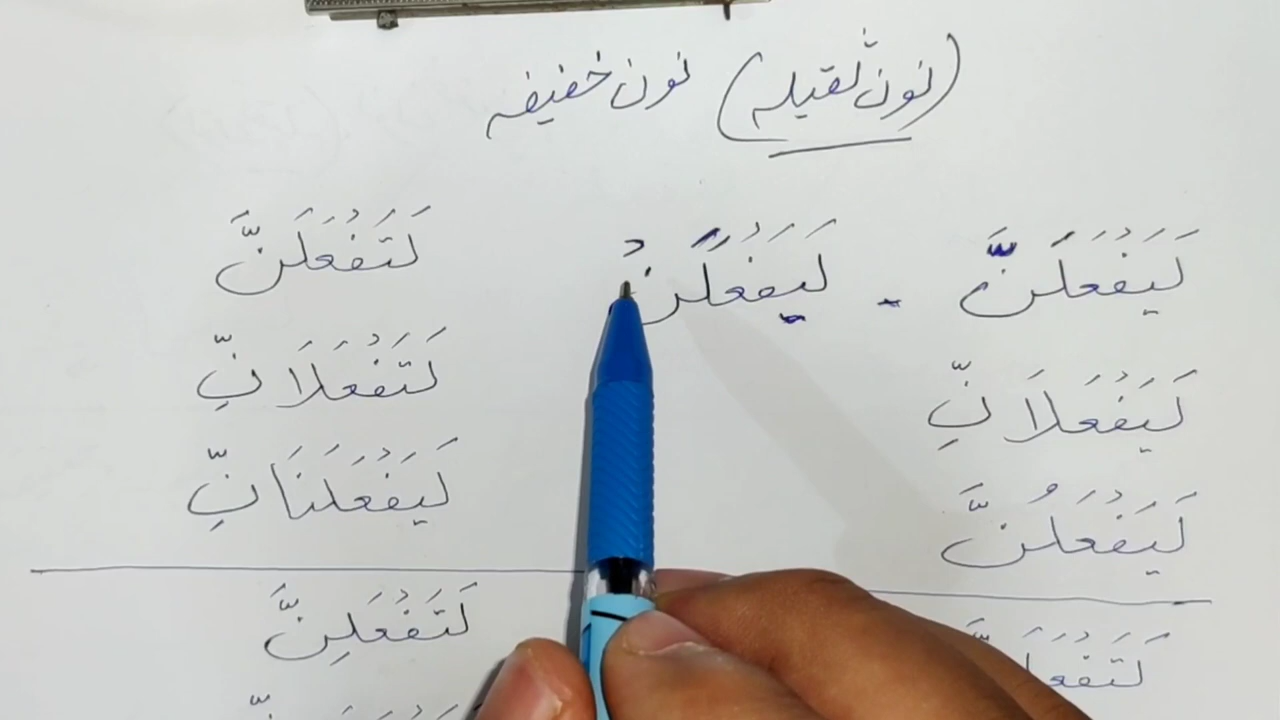 (نون ثقیلہ) نون خفیفہ
لَيَفْعَلَنَّ - لَيَفْعَلَنْ لَتَفْعَلَنَّ
لَيَفْعَلَانِّ لَتَفْعَلَانِّ
لَيَفْعَلُنَّ لَيَفْعَلْنَانِّ
لَتَفْعَلِنَّ